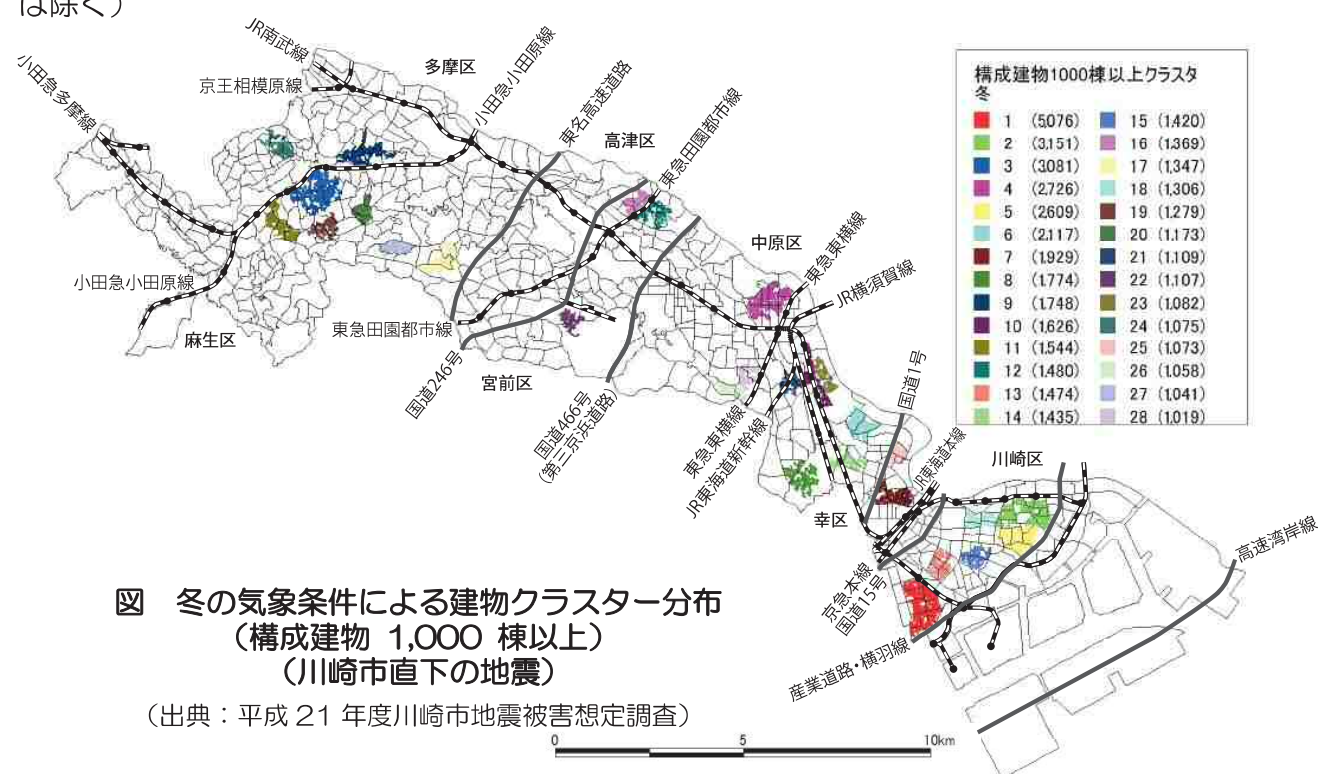 は除く)
JR南武線
京王相模原線
小田急多摩線
多摩区
小田急小田原線
東名高速道路
高津区
東急田園都市線
中原区
東急東横線
JR横須賀線
小田急小田原線
麻生区
東急田園都市線
国道246号
宮前区
国道466号
(第三京浜道路)
東急東横線
JR東海道新幹線
国道1号
JR東海道本線
幸区
川崎区
京急本線
国道15号
産業道路・横羽線
高速湾岸線
構成建物1000棟以上クラスタ
冬
1 (5,076) 15 (1,420)
2 (3,151) 16 (1,369)
3 (3,081) 17 (1,347)
4 (2,726) 18 (1,306)
5 (2,609) 19 (1,279)
6 (2,117) 20 (1,173)
7 (1,929) 21 (1,109)
8 (1,774) 22 (1,107)
9 (1,748) 23 (1,082)
10 (1,626) 24 (1,075)
11 (1,544) 25 (1,073)
12 (1,480) 26 (1,058)
13 (1,474) 27 (1,041)
14 (1,435) 28 (1,019)
図 冬の気象条件による建物クラスター分布
(構成建物 1,000 棟以上)
(川崎市直下の地震)
(出典：平成 21 年度川崎市地震被害想定調査)
0 5 10km